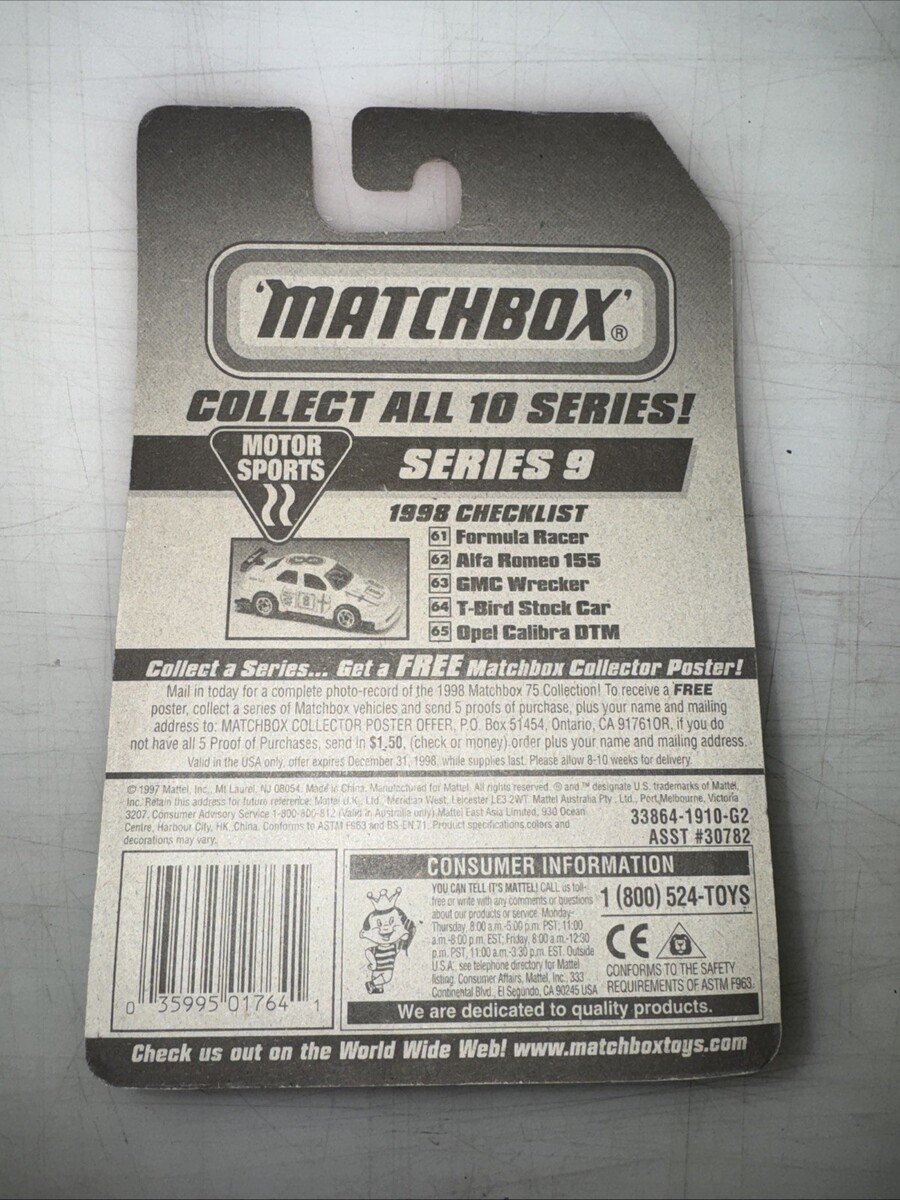 'MATCHBOX'®
COLLECT ALL 10 SERIES!
MOTOR
SPORTS
SERIES 9
1998 CHECKLIST
61 Formula Racer
62 Alfa Romeo 155
63 GMC Wrecker
64 T-Bird Stock Car
65 Opel Calibra DTM
8
Collect a Series... Get a FREE Matchbox Collector Poster!
Mail in today for a complete photo-record of the 1998 Matchbox 75 Collection! To receive a FREE
poster, collect a series of Matchbox vehicles and send 5 proofs of purchase, plus your name and mailing
address to: MATCHBOX COLLECTOR POSTER OFFER, P.O. Box 51454, Ontario, CA 91761OR, if you do
not have all 5 Proof of Purchases, send in $1.50, (check or money) order plus your name and mailing address.
Valid in the USA only, offer expires December 31, 1998, while supplies last. Please allow 8-10 weeks for delivery.
© 1997 Mattel, Inc., Mt Laurel, NJ 08054. Made in China. Manufactured for Mattel. All rights reserved. ® and ™ designate U.S. trademarks of Mattel,
Inc. Retain this address for future reference: Mattel U.K., Ltd., Meridian West, Leicester LE3 2WT. Mattel Australia Pty., Ltd., Port Melbourne, Victoria
3207. Consumer Advisory Service 1-800-800-812 (Valid in Australia only). Mattel East Asia Limited, 930 Ocean
Centre, Harbour City, HK, China. Conforms to ASTM F963 and BS-EN 71. Product specifications, colors and
decorations may vary.
33864-1910-G2
ASST #30782
0 35995 01764 1
CONSUMER INFORMATION
YOU CAN TELL IT'S MATTEL! CALL us toll-
free or write with any comments or questions
about our products or service. Monday-
Thursday 8:00 a.m.-5:00 p.m. PST; 11:00
a.m.-8:00 p.m. EST; Friday, 8:00 a.m.-12:30
p.m. PST, 11:00 a.m.-3:30 p.m. EST. Outside
U.S.A., see telephone directory for Mattel
listing. Consumer Affairs, Mattel, Inc., 333
Continental Blvd., El Segundo, CA 90245 USA
1 (800) 524-TOYS
CE
CONFORMS TO THE SAFETY
REQUIREMENTS OF ASTM F963.
We are dedicated to quality products.
Check us out on the World Wide Web! www.matchboxtoys.com